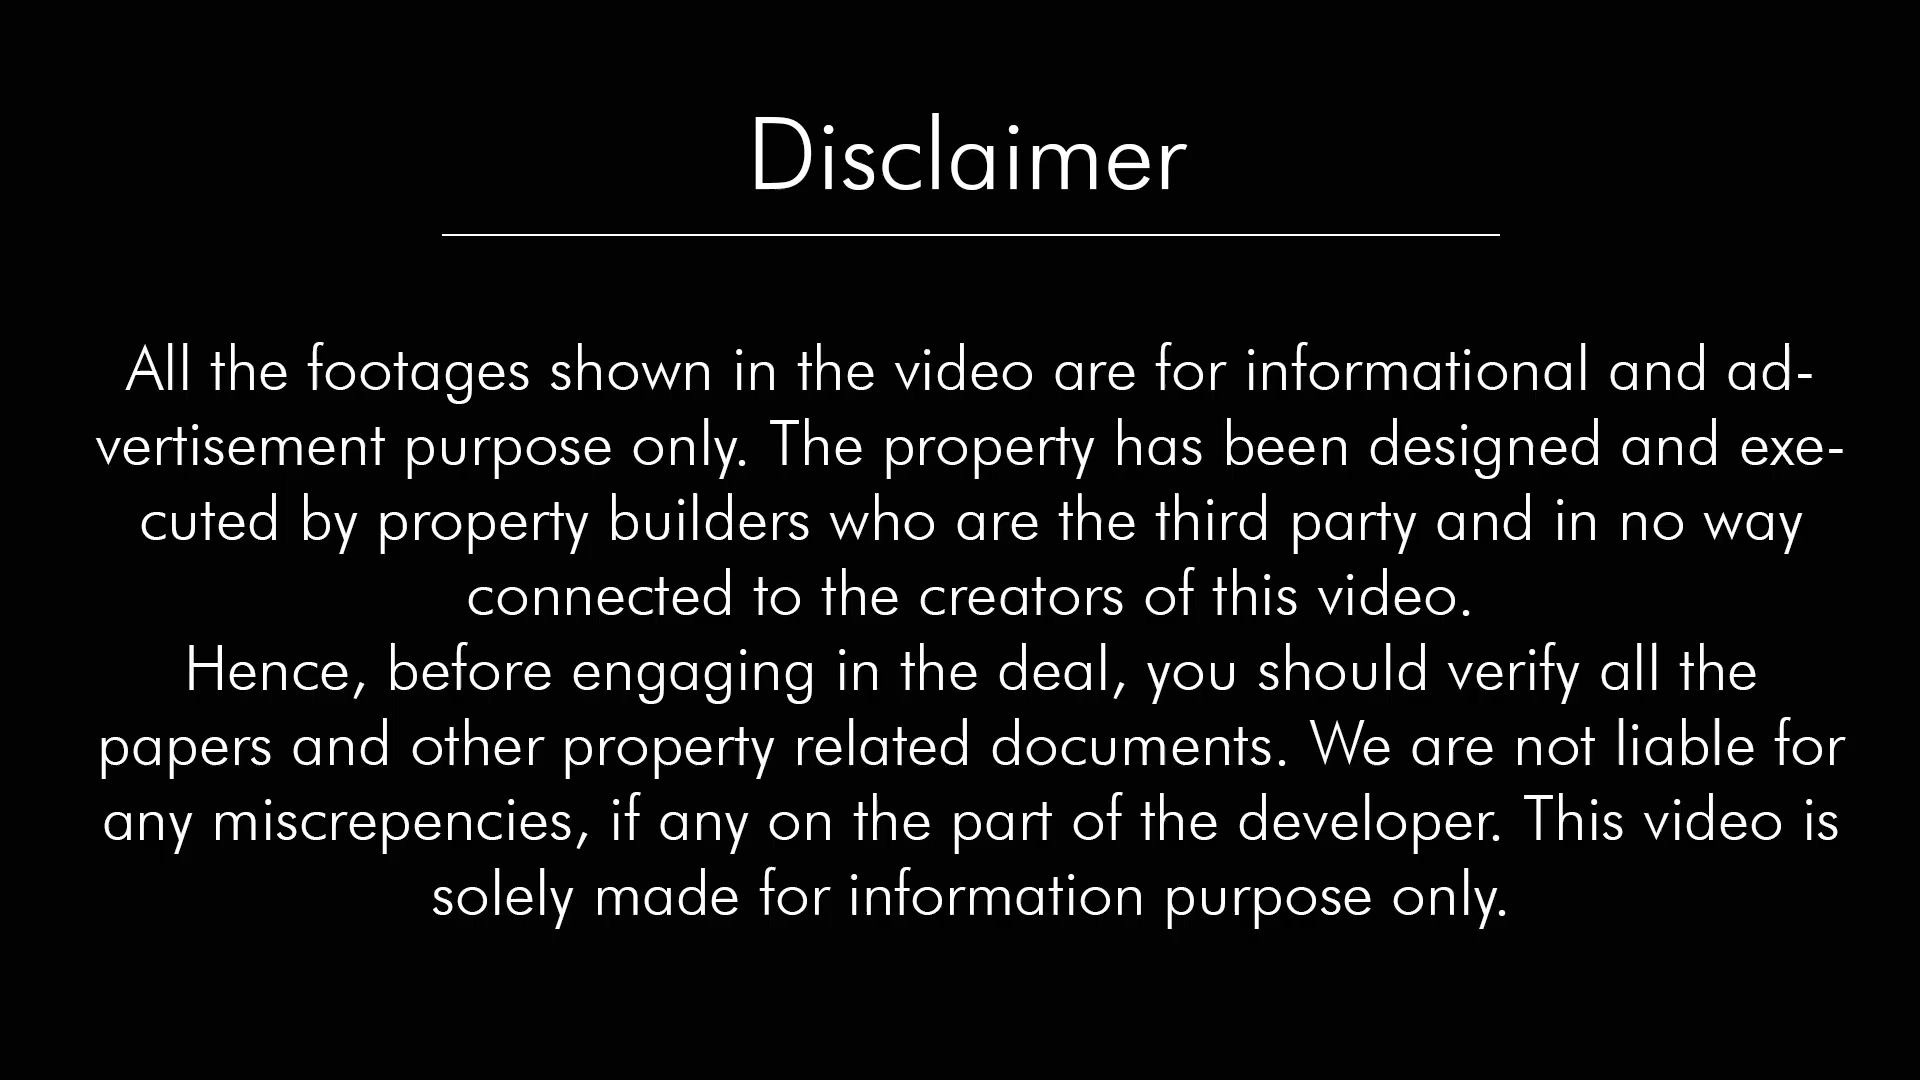 Disclaimer
All the footages shown in the video are for informational and ad-
vertisement purpose only. The property has been designed and exe-
cuted by property builders who are the third party and in no way
connected to the creators of this video.
Hence, before engaging in the deal, you should verify all the
papers and other property related documents. We are not liable for
any miscrepencies, if any on the part of the developer. This video is
solely made for information purpose only.